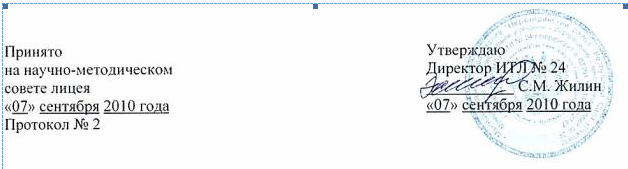 Принято
на научно-методическом
совете лицея
«07» сентября 2010 года
Протокол № 2
Утверждаю
Директор ИТЛ № 24
____________ С.М. Жилин
«07» сентября 2010 года